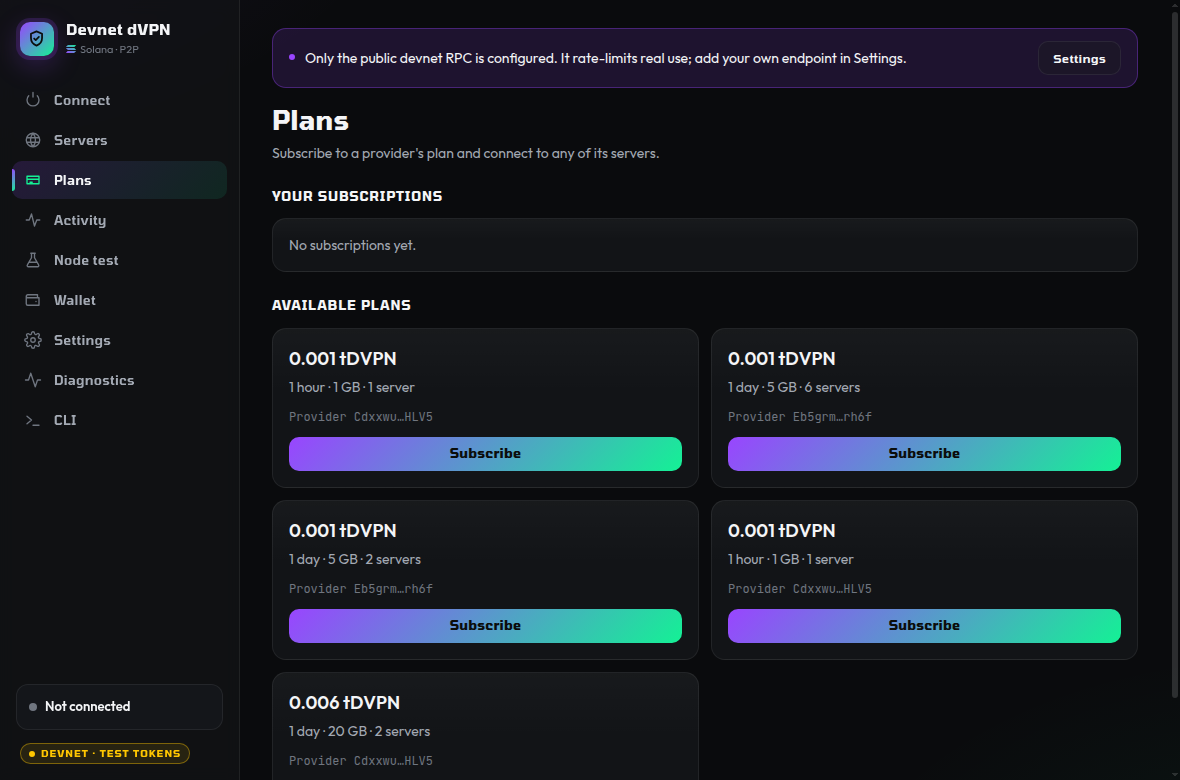 Devnet dVPN
Solana · P2P
Connect
Servers
Plans
Activity
Node test
Wallet
Settings
Diagnostics
CLI
Not connected
DEVNET · TEST TOKENS
Only the public devnet RPC is configured. It rate-limits real use; add your own endpoint in Settings.
Settings
Plans
Subscribe to a provider's plan and connect to any of its servers.
YOUR SUBSCRIPTIONS
No subscriptions yet.
AVAILABLE PLANS
0.001 tDVPN
1 hour · 1 GB · 1 server
Provider Cdxxwu…HLV5
Subscribe
0.001 tDVPN
1 day · 5 GB · 6 servers
Provider Eb5grm…rh6f
Subscribe
0.001 tDVPN
1 day · 5 GB · 2 servers
Provider Eb5grm…rh6f
Subscribe
0.001 tDVPN
1 hour · 1 GB · 1 server
Provider Cdxxwu…HLV5
Subscribe
0.006 tDVPN
1 day · 20 GB · 2 servers
Provider Cdxxwu…HLV5